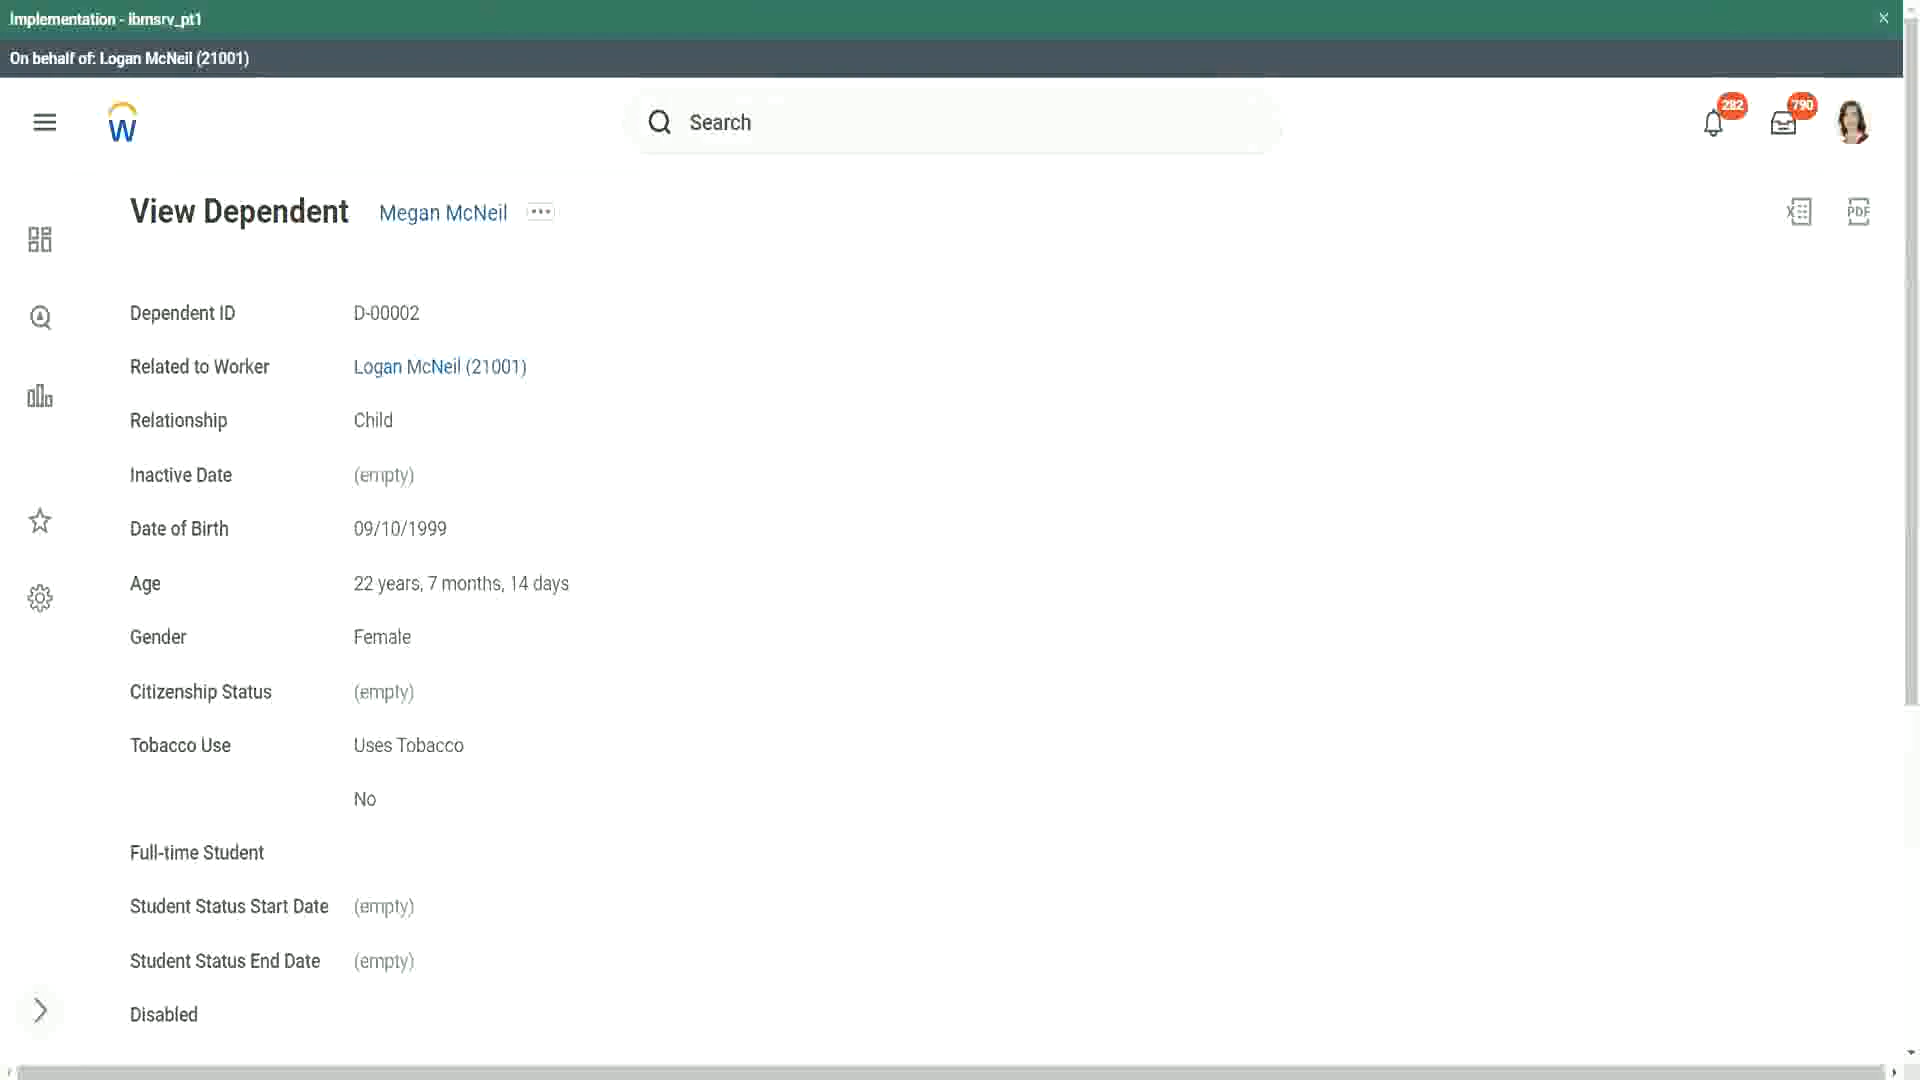 Implementation - ibmsrv_pt1
On behalf of: Logan McNeil (21001)
W
Search
282
790
View Dependent Megan McNeil
X
PDF
Dependent ID D-00002
Related to Worker Logan McNeil (21001)
Relationship Child
Inactive Date (empty)
Date of Birth 09/10/1999
Age 22 years, 7 months, 14 days
Gender Female
Citizenship Status (empty)
Tobacco Use Uses Tobacco
No
Full-time Student
Student Status Start Date (empty)
Student Status End Date (empty)
Disabled